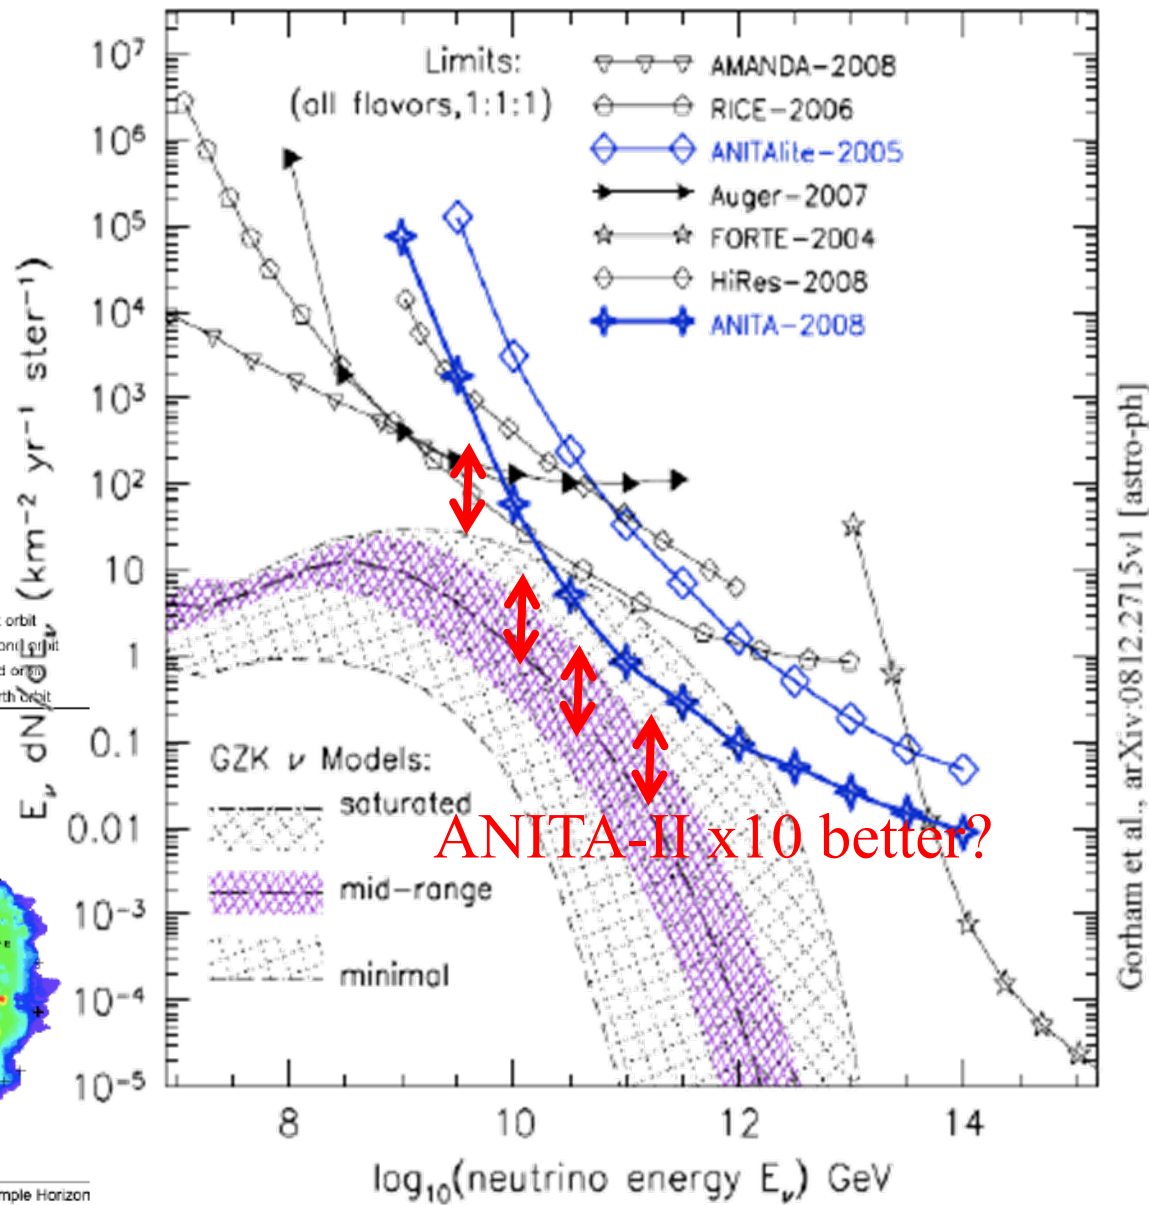 Limits:
(all flavors,1:1:1)
AMANDA-2008
RICE-2006
ANITAlite-2005
Auger-2007
FORTE-2004
HiRes-2008
ANITA-2008
10⁷
10⁶
10⁵
10⁴
10³
10²
10
1
0.1
0.01
10⁻³
10⁻⁴
10⁻⁵
E_ν dN/dE_ν (km⁻² yr⁻¹ ster⁻¹)
orbit
orbit
rth orbit
GZK ν Models:
saturated
mid-range
minimal
ANITA-II x10 better?
8
10
12
14
log₁₀(neutrino energy E_ν) GeV
mple Horizon
Gorham et al., arXiv:0812.2715v1 [astro-ph]